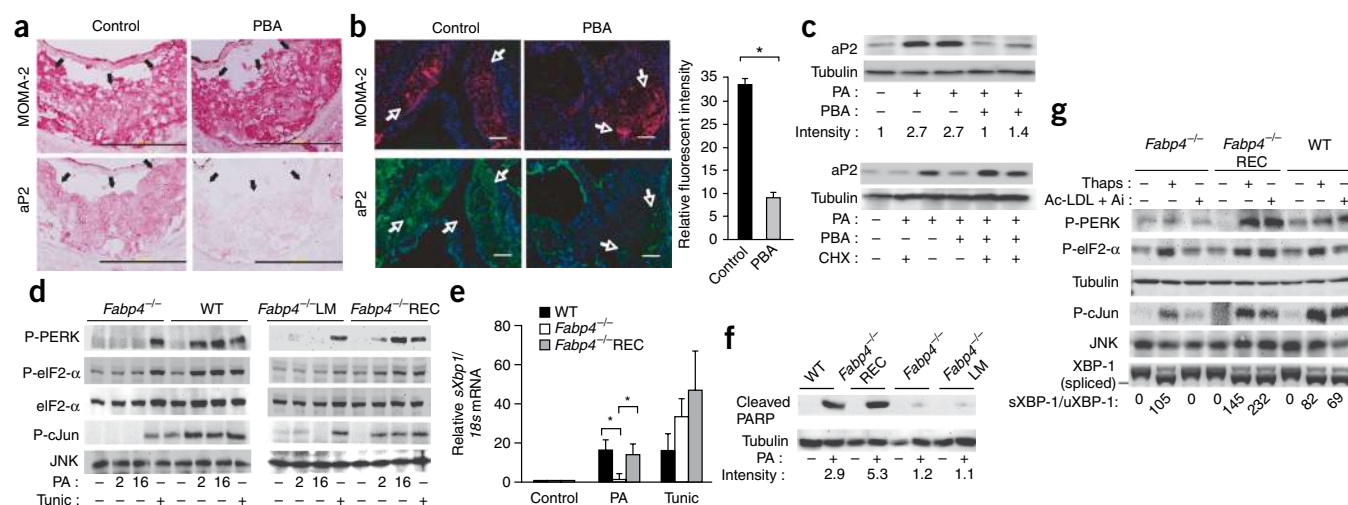 a
Control
PBA
MOMA-2
aP2
b
Control
PBA
MOMA-2
aP2
Relative fluorescent intensity
35
30
25
20
15
10
5
0
*
Control
PBA
c
aP2
Tubulin
PA – + + + +
PBA – – – + +
Intensity : 1 2.7 2.7 1 1.4
aP2
Tubulin
PA : – + + – + +
PBA : – – – + + +
CHX : – + – – + +
d
Fabp4–/–
WT
Fabp4–/–LM
Fabp4–/–REC
P-PERK
P-eIF2-α
eIF2-α
P-cJun
JNK
PA : – 2 16 – – 2 16 – – 2 16 – – 2 16 –
Tunic : – – – + – – – + – – – + – – – +
e
WT
Fabp4–/–
Fabp4–/–REC
Relative sXbp1/
18s mRNA
80
60
40
20
0
*
*
Control
PA
Tunic
f
WT
Fabp4–/–
REC
Fabp4–/–
Fabp4–/–
LM
Cleaved
PARP
Tubulin
PA : – + – + – + – +
Intensity : 2.9 5.3 1.2 1.1
g
Fabp4–/–
Fabp4–/–
REC
WT
Thaps : – + – – + – – + –
Ac-LDL + Ai : – – + – – + – – +
P-PERK
P-eIF2-α
Tubulin
P-cJun
JNK
XBP-1
(spliced)
sXBP-1/uXBP-1: 0 105 0 0 145 232 0 82 69